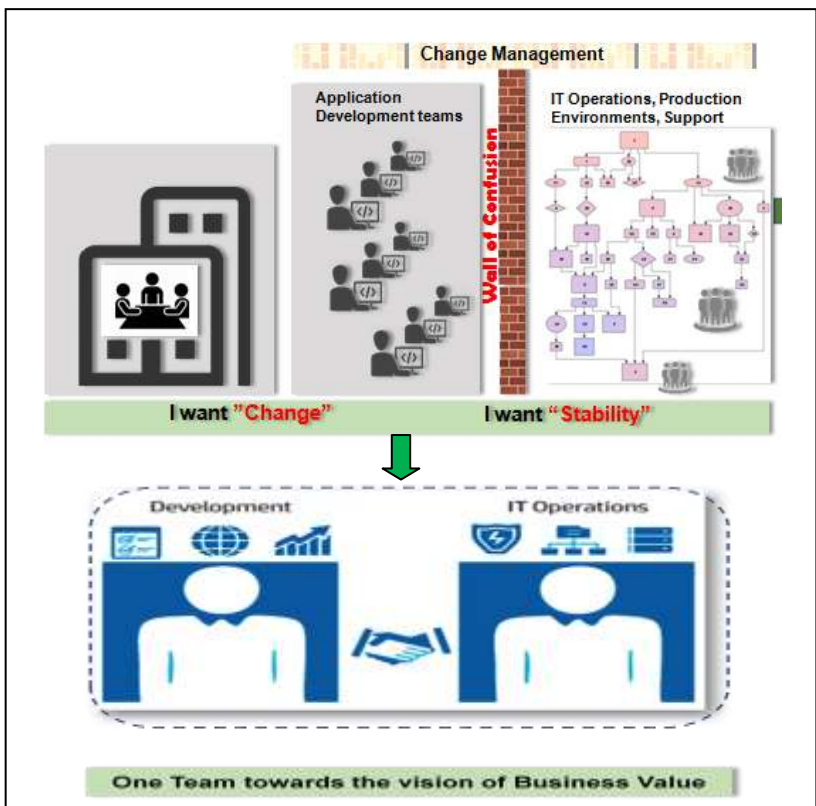 Change Management
Application
Development teams
Wall of Confusion
IT Operations, Production
Environments, Support
I want ”Change”
I want “Stability”
Development
IT Operations
One Team towards the vision of Business Value